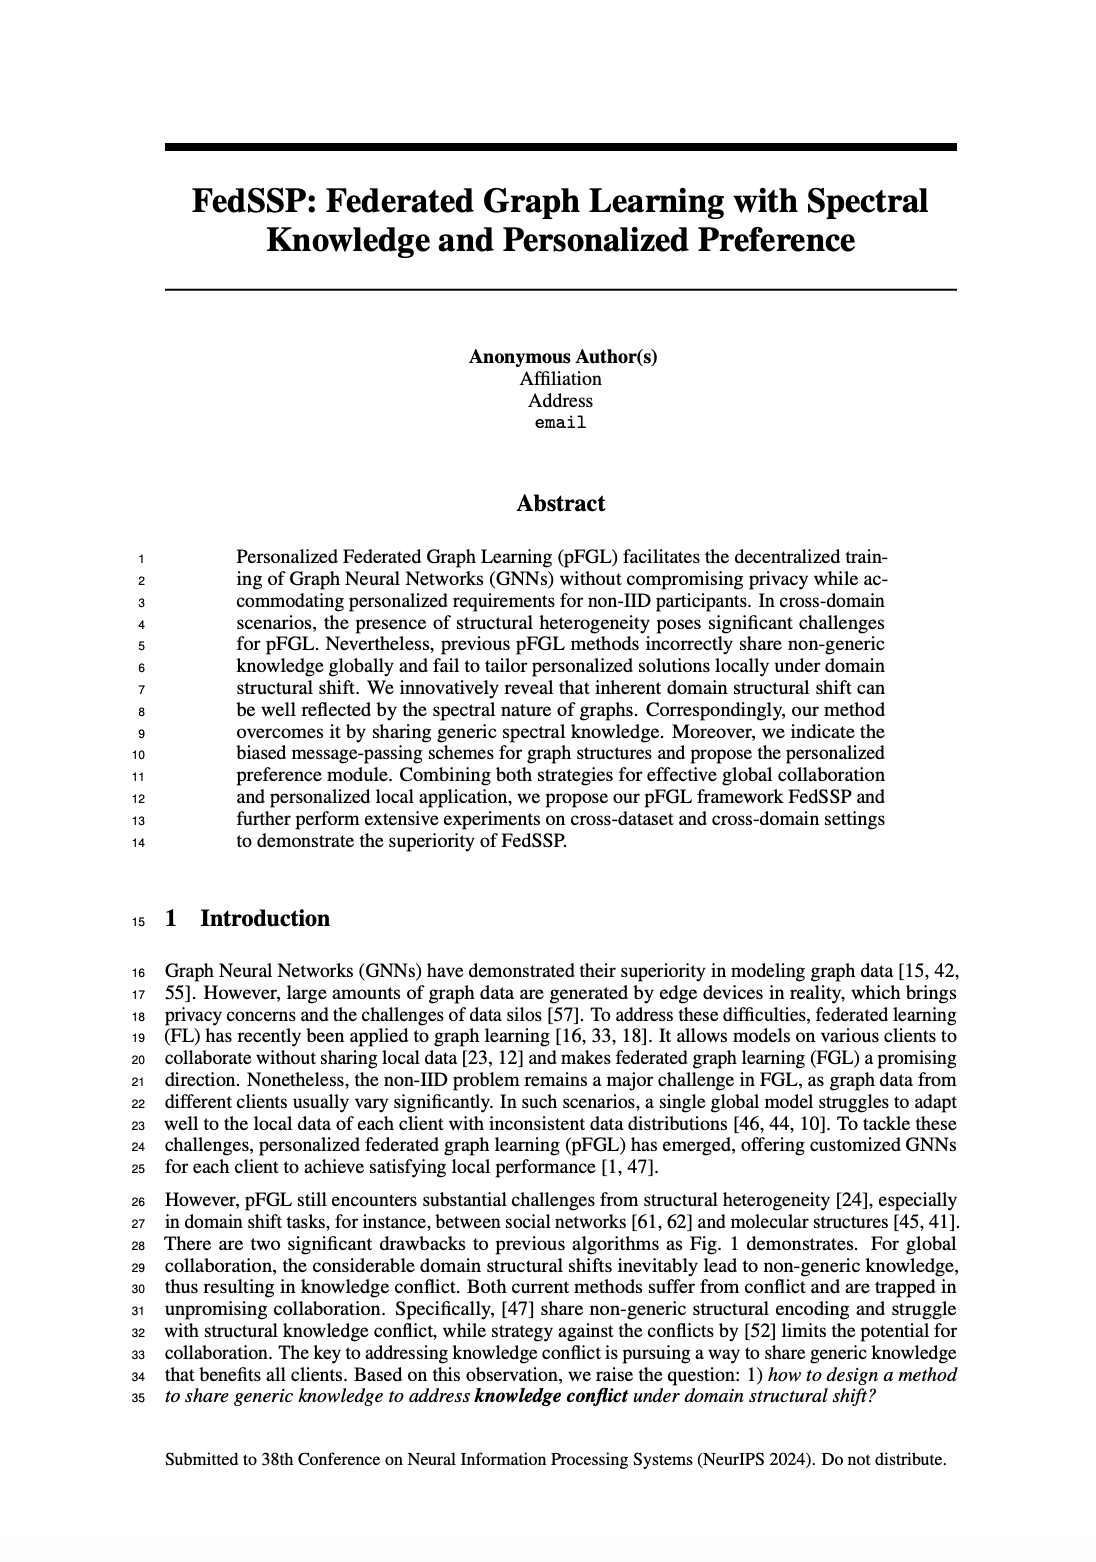 FedSSP: Federated Graph Learning with Spectral
Knowledge and Personalized Preference
Anonymous Author(s)
Affiliation
Address
email
Abstract
1 Personalized Federated Graph Learning (pFGL) facilitates the decentralized train-
2 ing of Graph Neural Networks (GNNs) without compromising privacy while ac-
3 commodating personalized requirements for non-IID participants. In cross-domain
4 scenarios, the presence of structural heterogeneity poses significant challenges
5 for pFGL. Nevertheless, previous pFGL methods incorrectly share non-generic
6 knowledge globally and fail to tailor personalized solutions locally under domain
7 structural shift. We innovatively reveal that inherent domain structural shift can
8 be well reflected by the spectral nature of graphs. Correspondingly, our method
9 overcomes it by sharing generic spectral knowledge. Moreover, we indicate the
10 biased message-passing schemes for graph structures and propose the personalized
11 preference module. Combining both strategies for effective global collaboration
12 and personalized local application, we propose our pFGL framework FedSSP and
13 further perform extensive experiments on cross-dataset and cross-domain settings
14 to demonstrate the superiority of FedSSP.
15 1 Introduction
16 Graph Neural Networks (GNNs) have demonstrated their superiority in modeling graph data [15, 42,
17 55]. However, large amounts of graph data are generated by edge devices in reality, which brings
18 privacy concerns and the challenges of data silos [57]. To address these difficulties, federated learning
19 (FL) has recently been applied to graph learning [16, 33, 18]. It allows models on various clients to
20 collaborate without sharing local data [23, 12] and makes federated graph learning (FGL) a promising
21 direction. Nonetheless, the non-IID problem remains a major challenge in FGL, as graph data from
22 different clients usually vary significantly. In such scenarios, a single global model struggles to adapt
23 well to the local data of each client with inconsistent data distributions [46, 44, 10]. To tackle these
24 challenges, personalized federated graph learning (pFGL) has emerged, offering customized GNNs
25 for each client to achieve satisfying local performance [1, 47].
26 However, pFGL still encounters substantial challenges from structural heterogeneity [24], especially
27 in domain shift tasks, for instance, between social networks [61, 62] and molecular structures [45, 41].
28 There are two significant drawbacks to previous algorithms as Fig. 1 demonstrates. For global
29 collaboration, the considerable domain structural shifts inevitably lead to non-generic knowledge,
30 thus resulting in knowledge conflict. Both current methods suffer from conflict and are trapped in
31 unpromising collaboration. Specifically, [47] share non-generic structural encoding and struggle
32 with structural knowledge conflict, while strategy against the conflicts by [52] limits the potential for
33 collaboration. The key to addressing knowledge conflict is pursuing a way to share generic knowledge
34 that benefits all clients. Based on this observation, we raise the question: 1) how to design a method
35 to share generic knowledge to address knowledge conflict under domain structural shift?
Submitted to 38th Conference on Neural Information Processing Systems (NeurIPS 2024). Do not distribute.